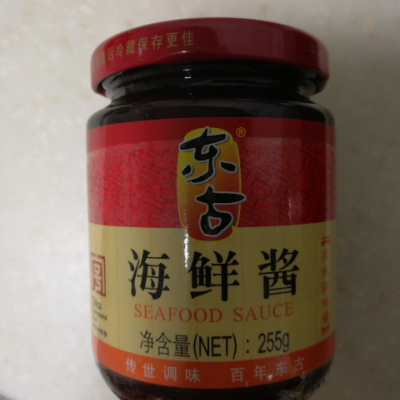 冷藏保存更佳
东古®
海鲜酱
SEAFOOD SAUCE
净含量(NET)：255g
传世调味 百年东古